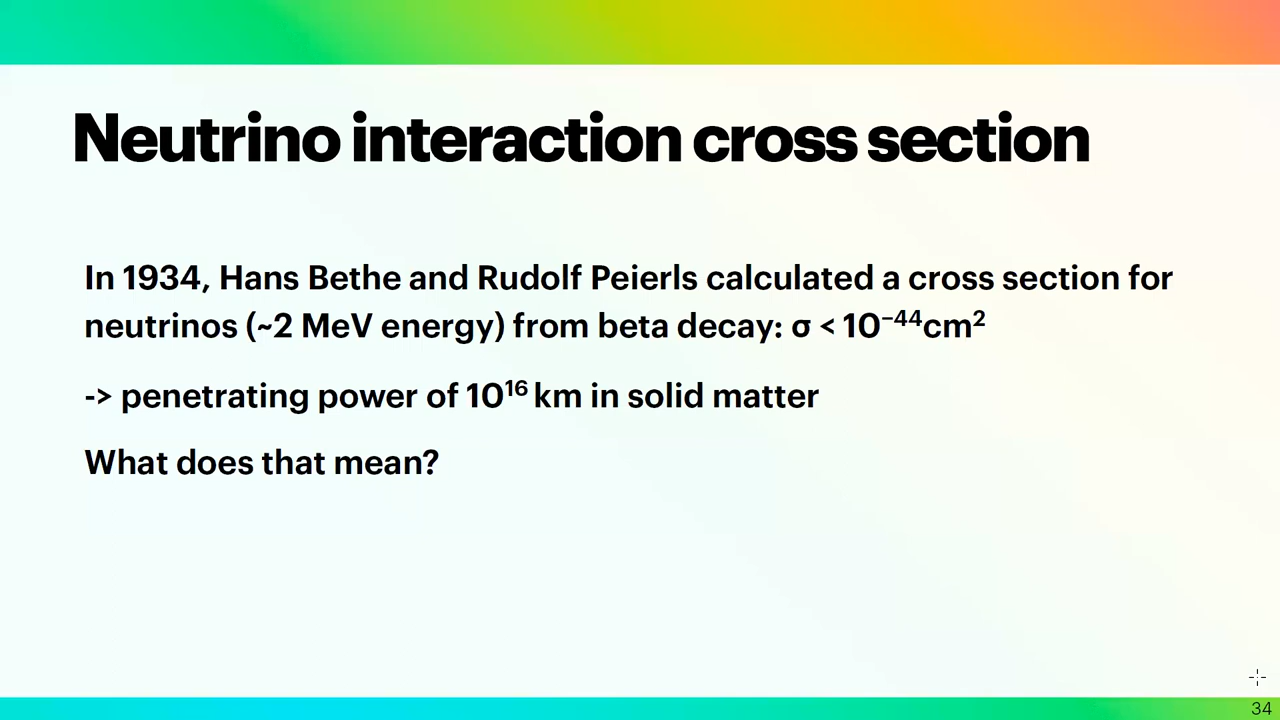 Neutrino interaction cross section
In 1934, Hans Bethe and Rudolf Peierls calculated a cross section for
neutrinos (~2 MeV energy) from beta decay: σ < 10⁻⁴⁴cm²
-> penetrating power of 10¹⁶ km in solid matter
What does that mean?
34